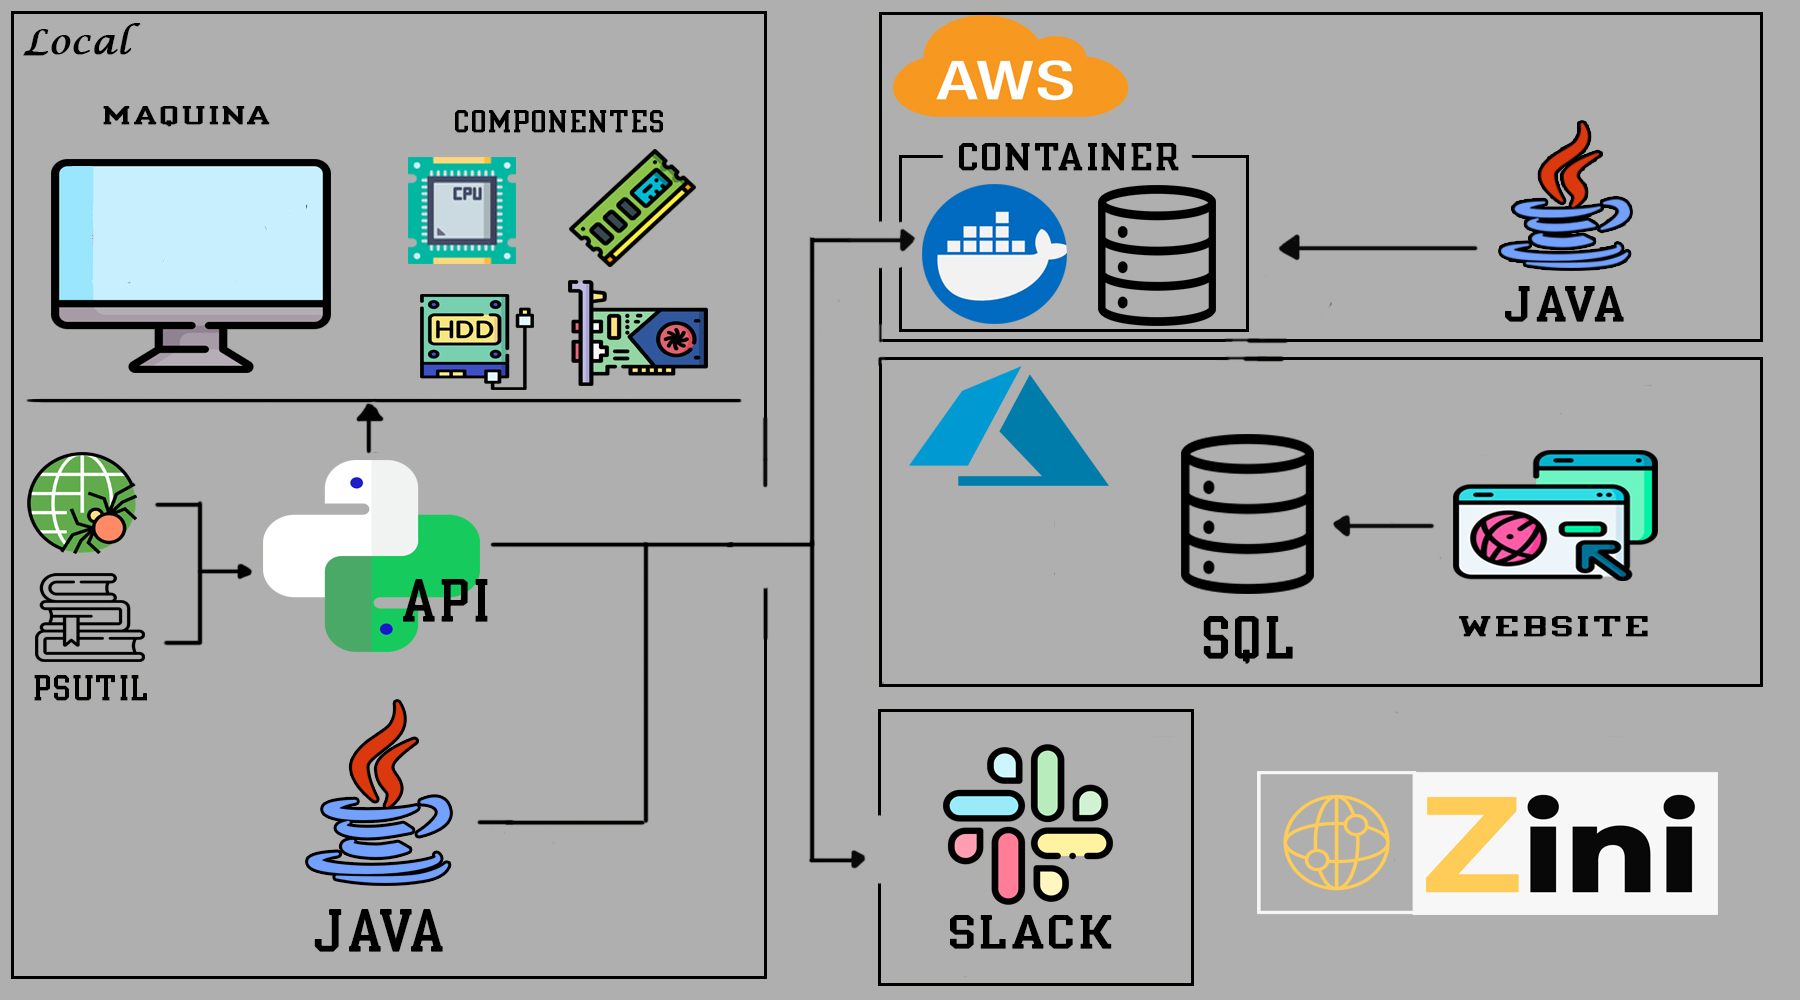 Local
MAQUINA
COMPONENTES
CPU
HDD
PSUTIL
API
JAVA
AWS
CONTAINER
JAVA
SQL
WEBSITE
SLACK
Zini